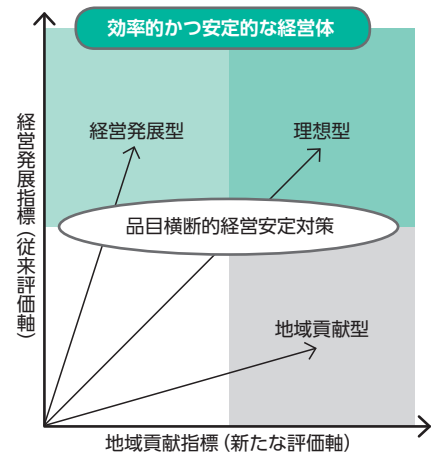 効率的かつ安定的な経営体
経営発展指標（従来評価軸）
経営発展型
理想型
品目横断的経営安定対策
地域貢献型
地域貢献指標（新たな評価軸）